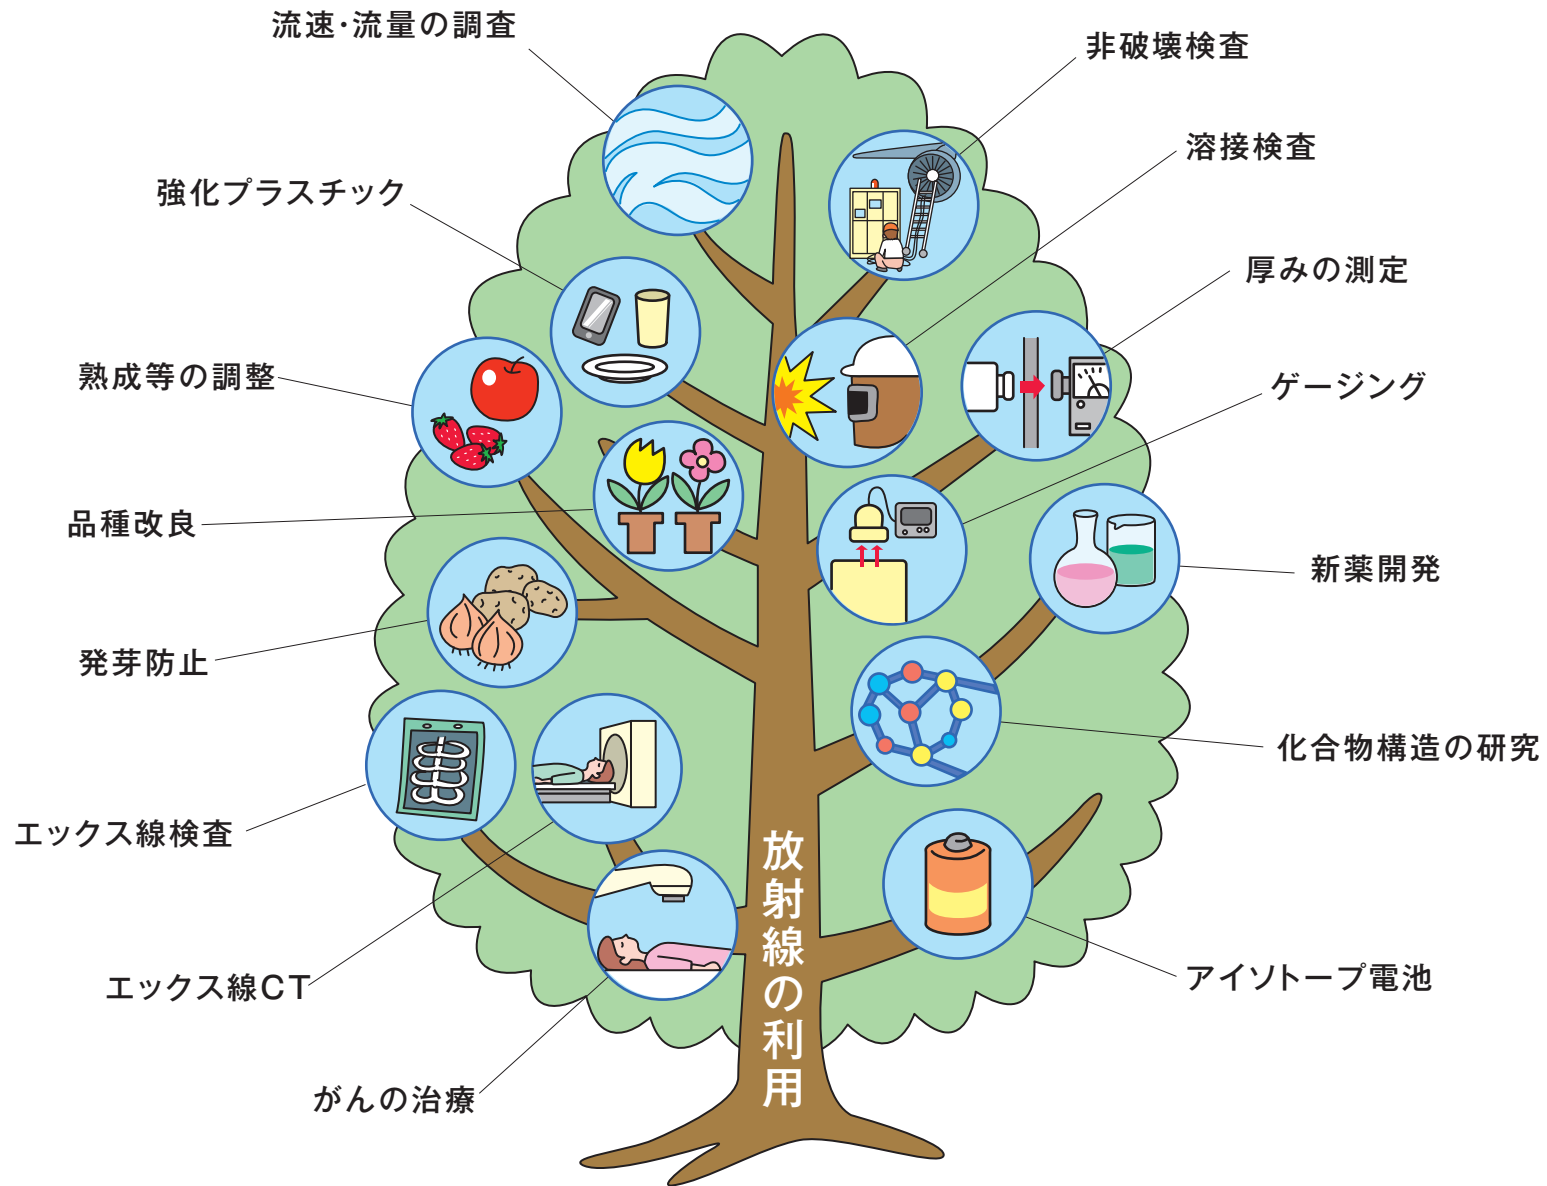 流速・流量の調査
非破壊検査
溶接検査
強化プラスチック
厚みの測定
熟成等の調整
ゲージング
品種改良
新薬開発
発芽防止
化合物構造の研究
エックス線検査
放射線の利用
エックス線CT
アイソトープ電池
がんの治療